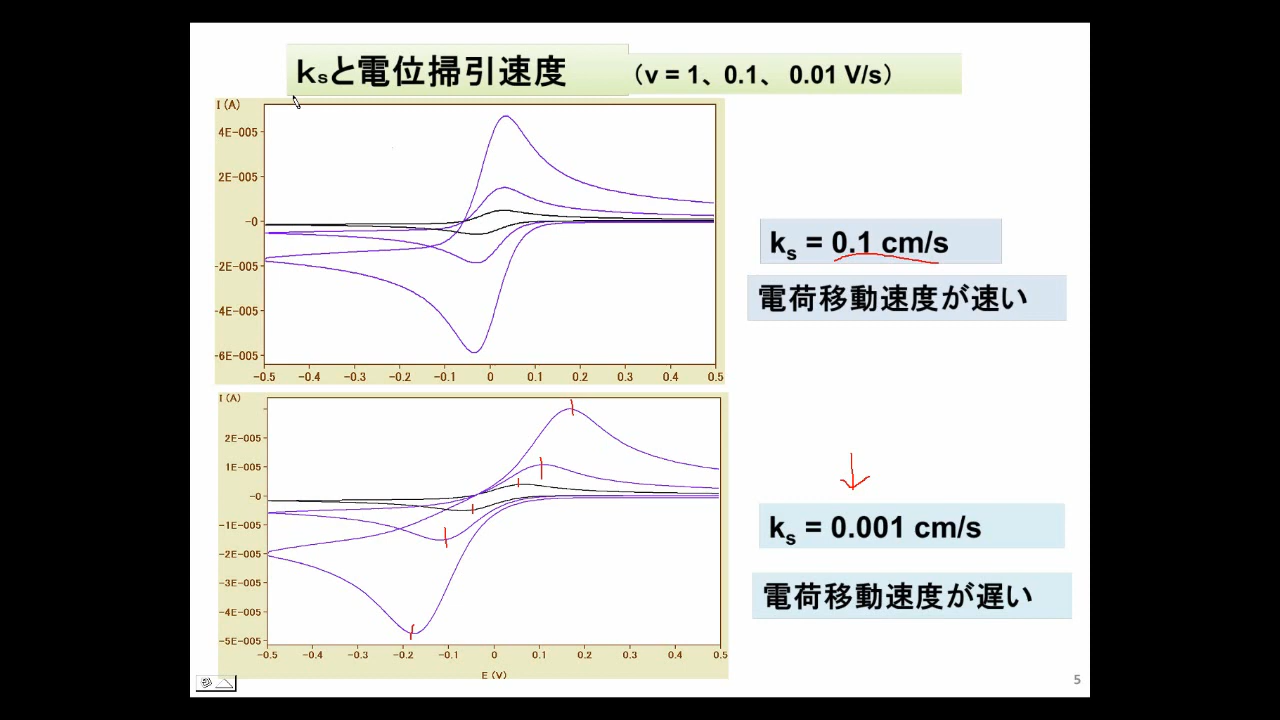 ksと電位掃引速度
（v = 1、0.1、 0.01 V/s）
I (A)
4E-005
2E-005
-0
-2E-005
-4E-005
-6E-005
-0.5 -0.4 -0.3 -0.2 -0.1 0 0.1 0.2 0.3 0.4 0.5
ks = 0.1 cm/s
電荷移動速度が速い
I (A)
2E-005
1E-005
-0
-1E-005
-2E-005
-3E-005
-4E-005
-5E-005
-0.5 -0.4 -0.3 -0.2 -0.1 0 0.1 0.2 0.3 0.4 0.5
E (V)
ks = 0.001 cm/s
電荷移動速度が遅い
5